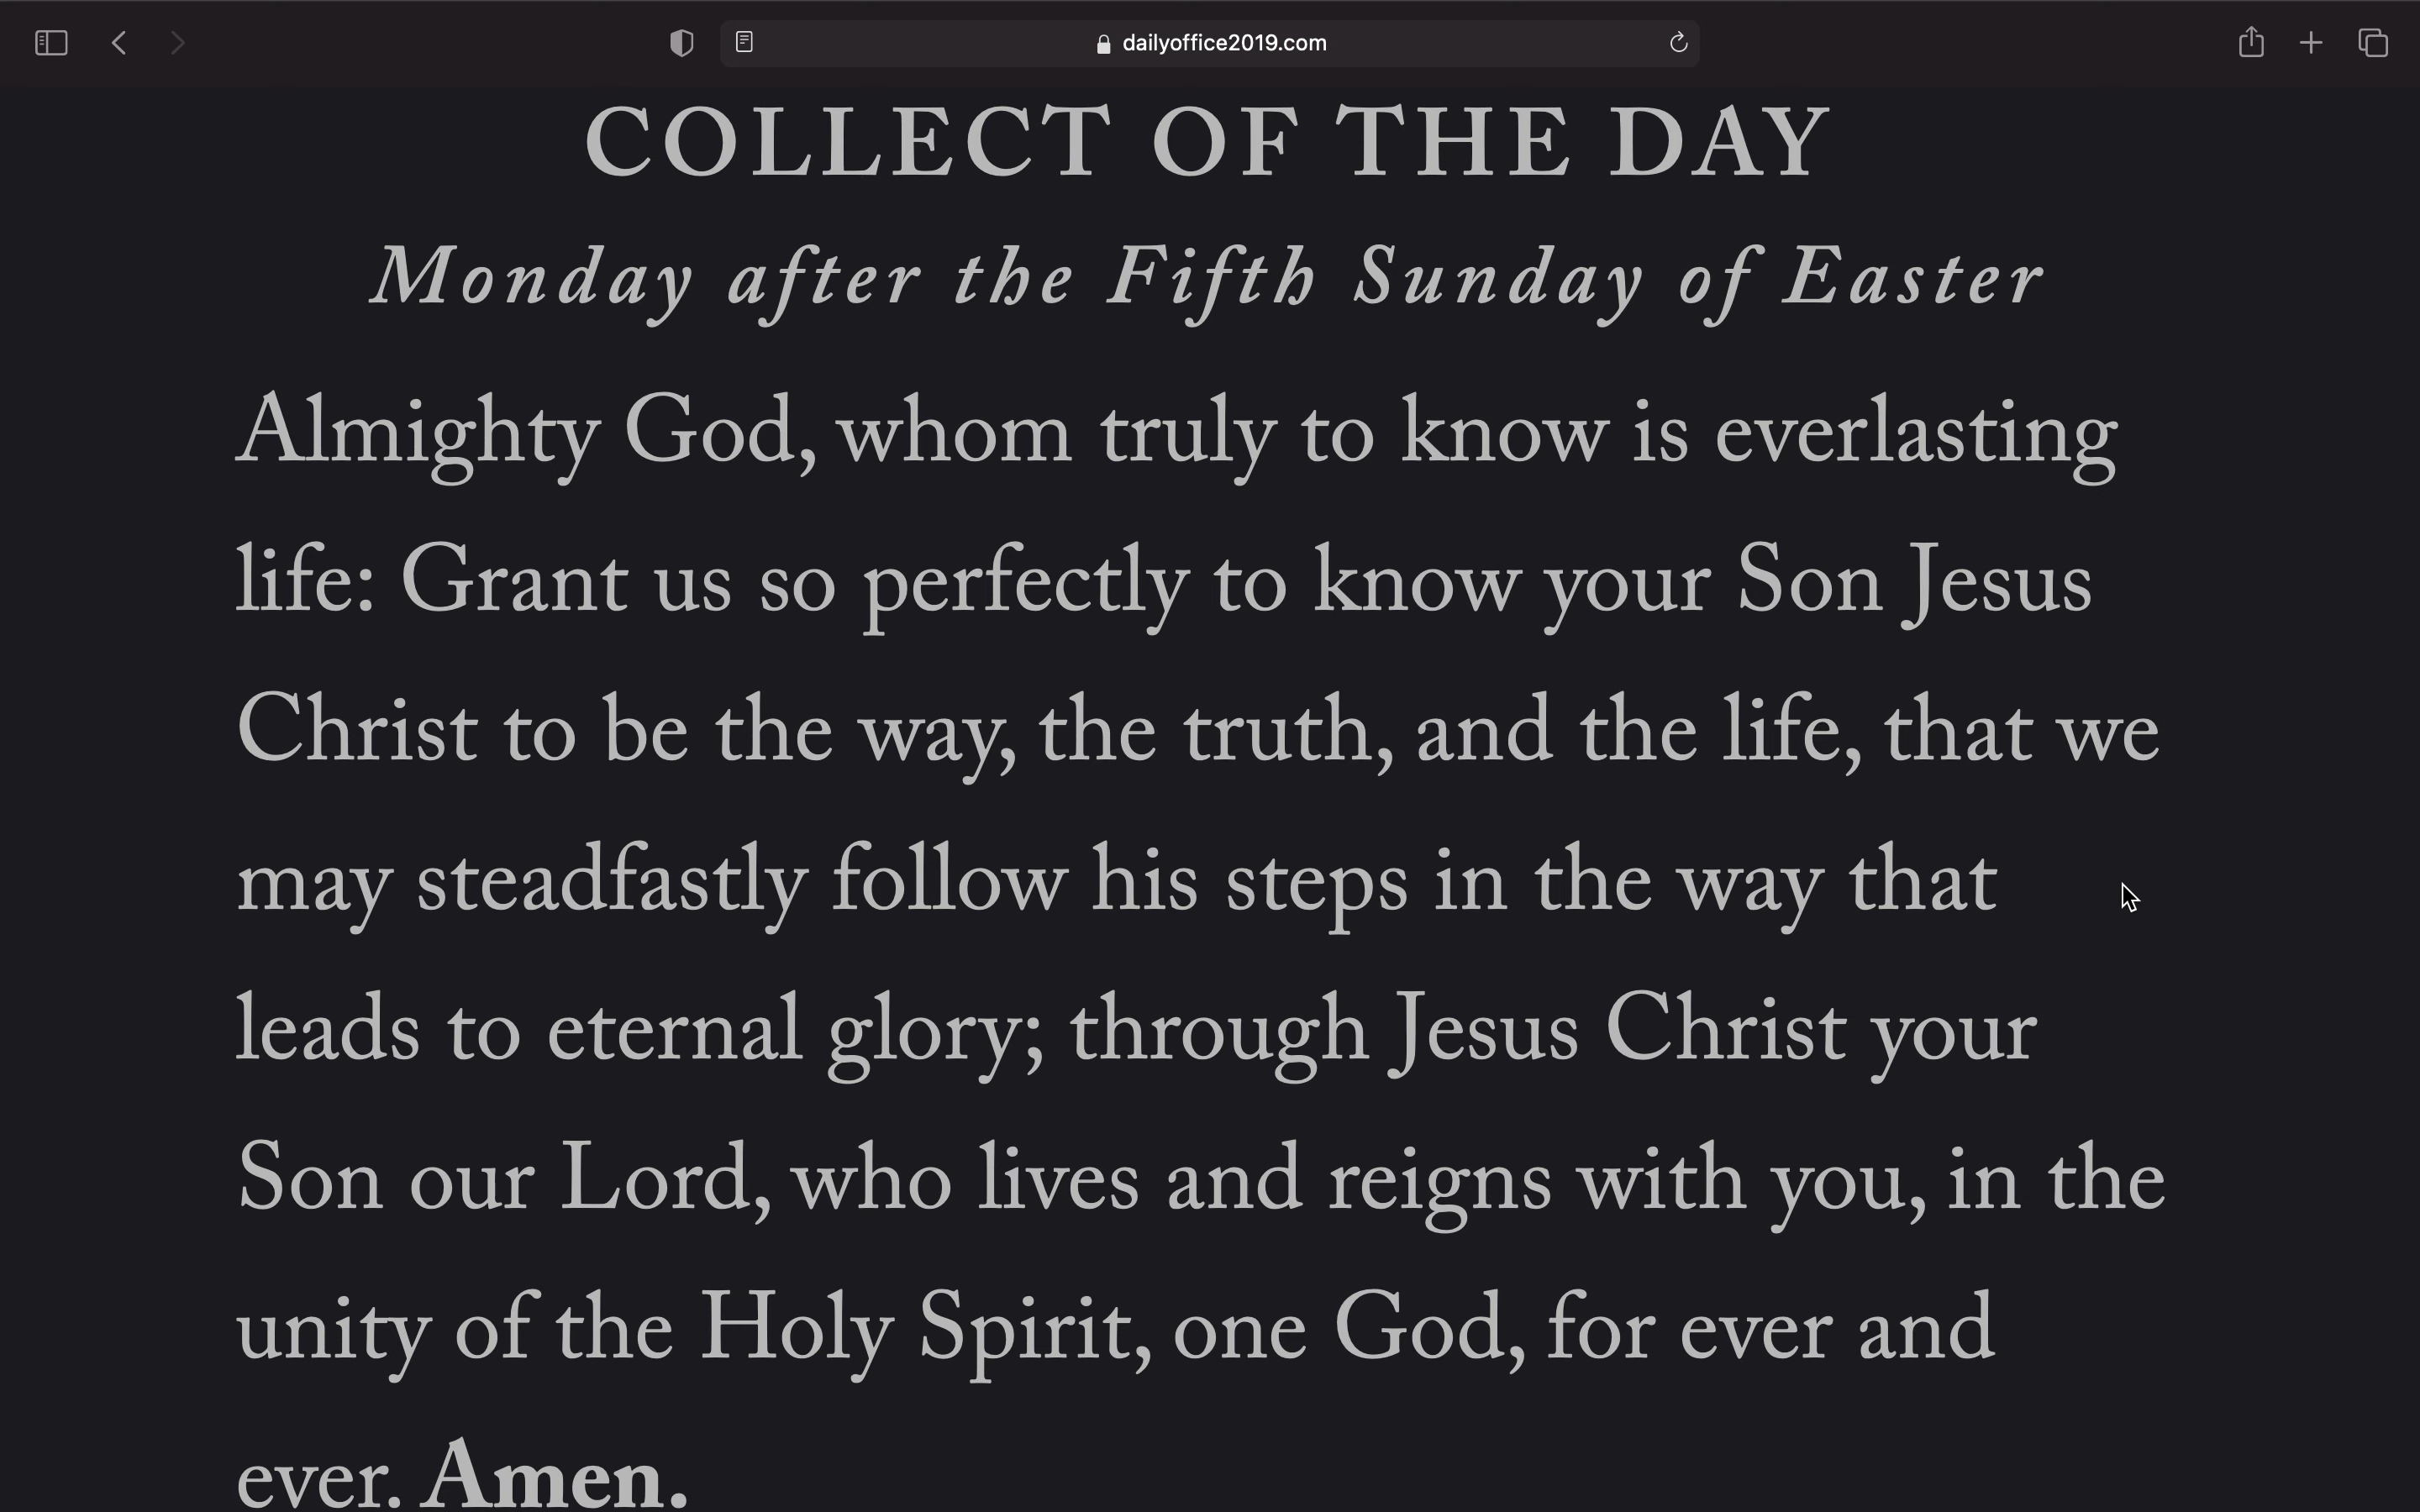 dailyoffice2019.com
COLLECT OF THE DAY
Monday after the Fifth Sunday of Easter
Almighty God, whom truly to know is everlasting
life: Grant us so perfectly to know your Son Jesus
Christ to be the way, the truth, and the life, that we
may steadfastly follow his steps in the way that
leads to eternal glory; through Jesus Christ your
Son our Lord, who lives and reigns with you, in the
unity of the Holy Spirit, one God, for ever and
ever. Amen.